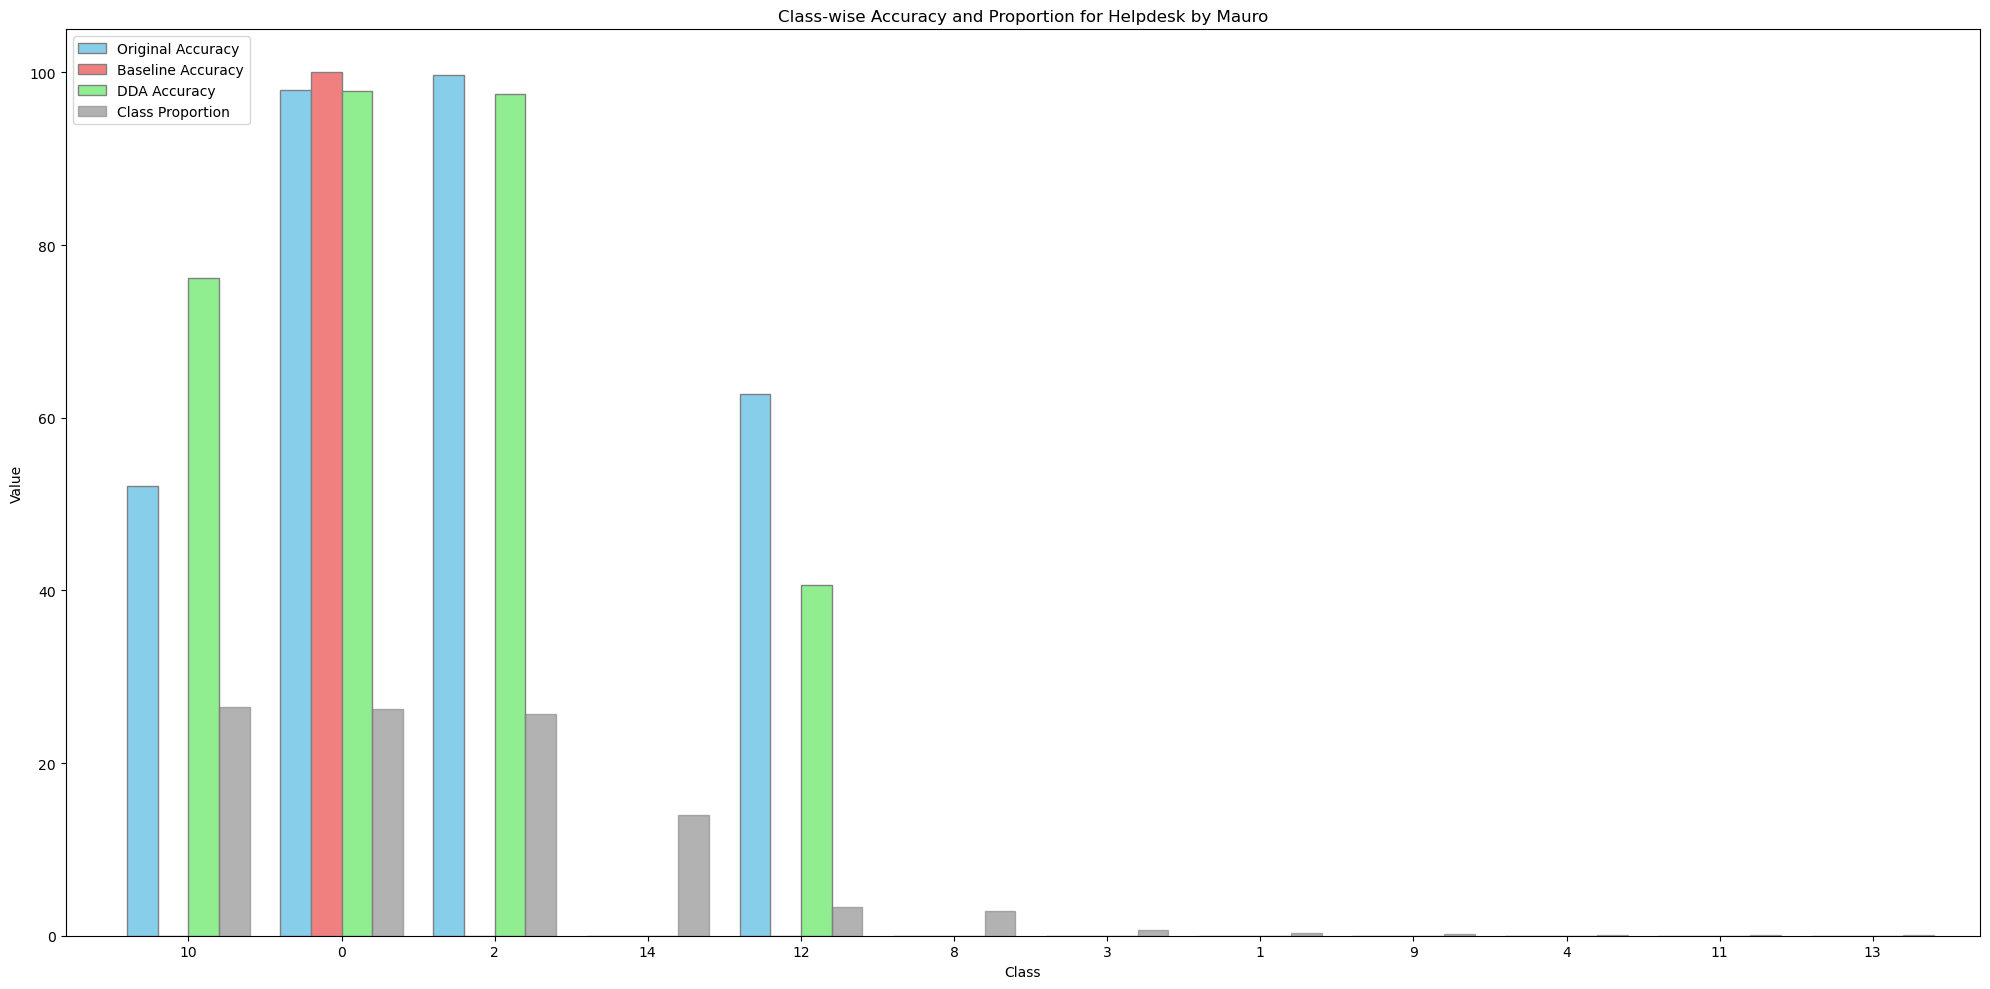 Class-wise Accuracy and Proportion for Helpdesk by Mauro
Original Accuracy
Baseline Accuracy
DDA Accuracy
Class Proportion
100
80
60
40
20
0
Value
10 0 2 14 12 8 3 1 9 4 11 13
Class